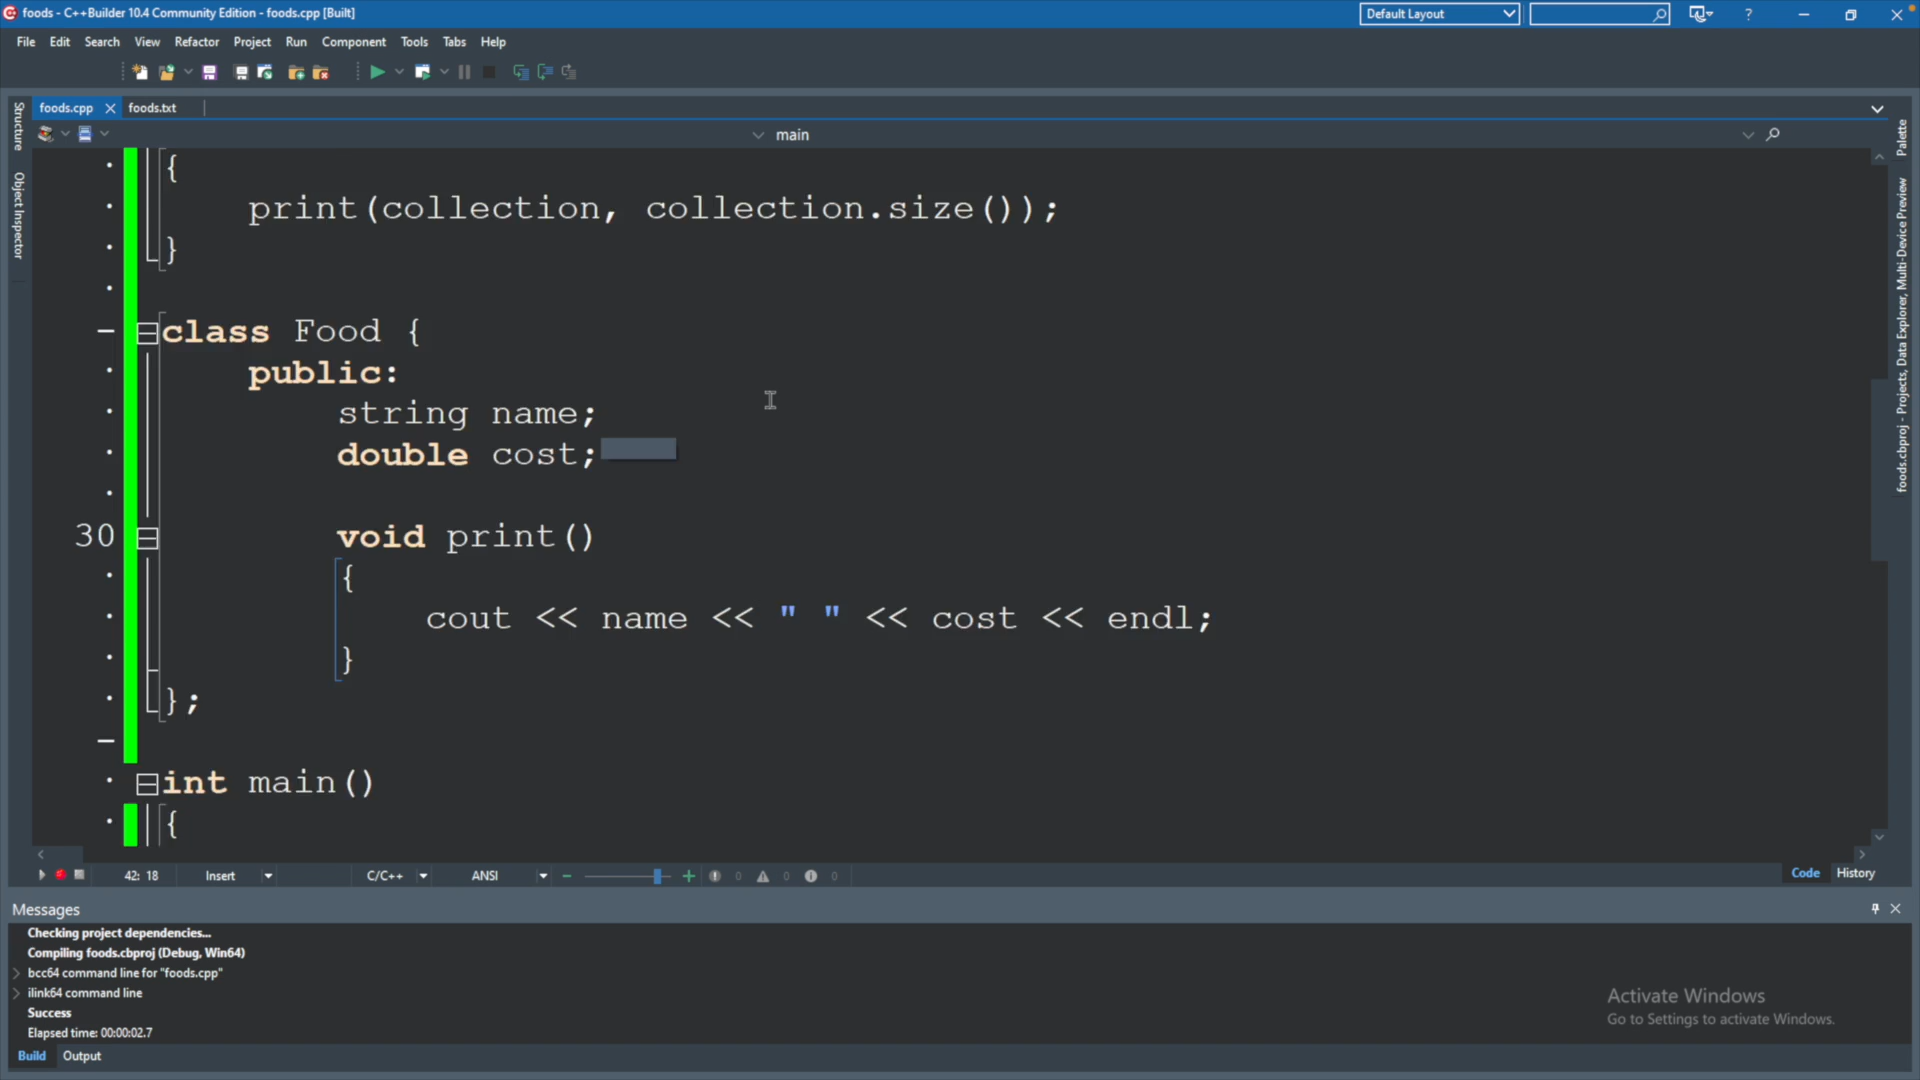 foods - C++Builder 10.4 Community Edition - foods.cpp [Built]
Default Layout
File Edit Search View Refactor Project Run Component Tools Tabs Help
foods.cpp foods.txt
main
Structure
Object Inspector
{
print(collection, collection.size());
}
class Food {
public:
string name;
double cost;
30 void print()
{
cout << name << " " << cost << endl;
}
};
int main()
{
Palette
foods.cbproj - Projects, Data Explorer, Multi-Device Preview
42: 18 Insert C/C++ ANSI 0 0 0
Code History
Messages
Checking project dependencies...
Compiling foods.cbproj (Debug, Win64)
bcc64 command line for "foods.cpp"
ilink64 command line
Success
Elapsed time: 00:00:02.7
Build Output
Activate Windows
Go to Settings to activate Windows.